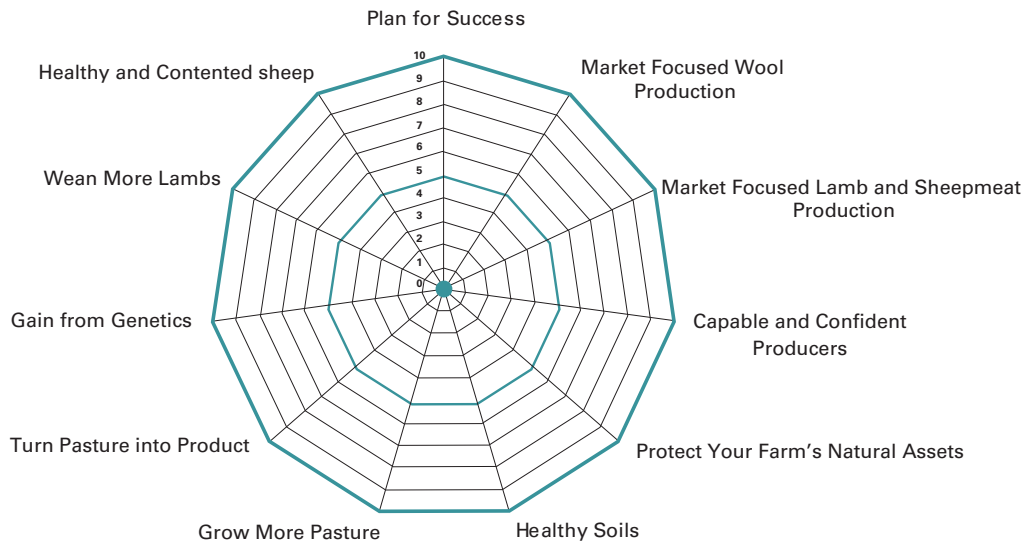 Plan for Success
10
9
8
7
6
5
4
3
2
1
0
Market Focused Wool
Production
Market Focused Lamb and Sheepmeat
Production
Capable and Confident
Producers
Protect Your Farm’s Natural Assets
Healthy Soils
Grow More Pasture
Turn Pasture into Product
Gain from Genetics
Wean More Lambs
Healthy and Contented sheep